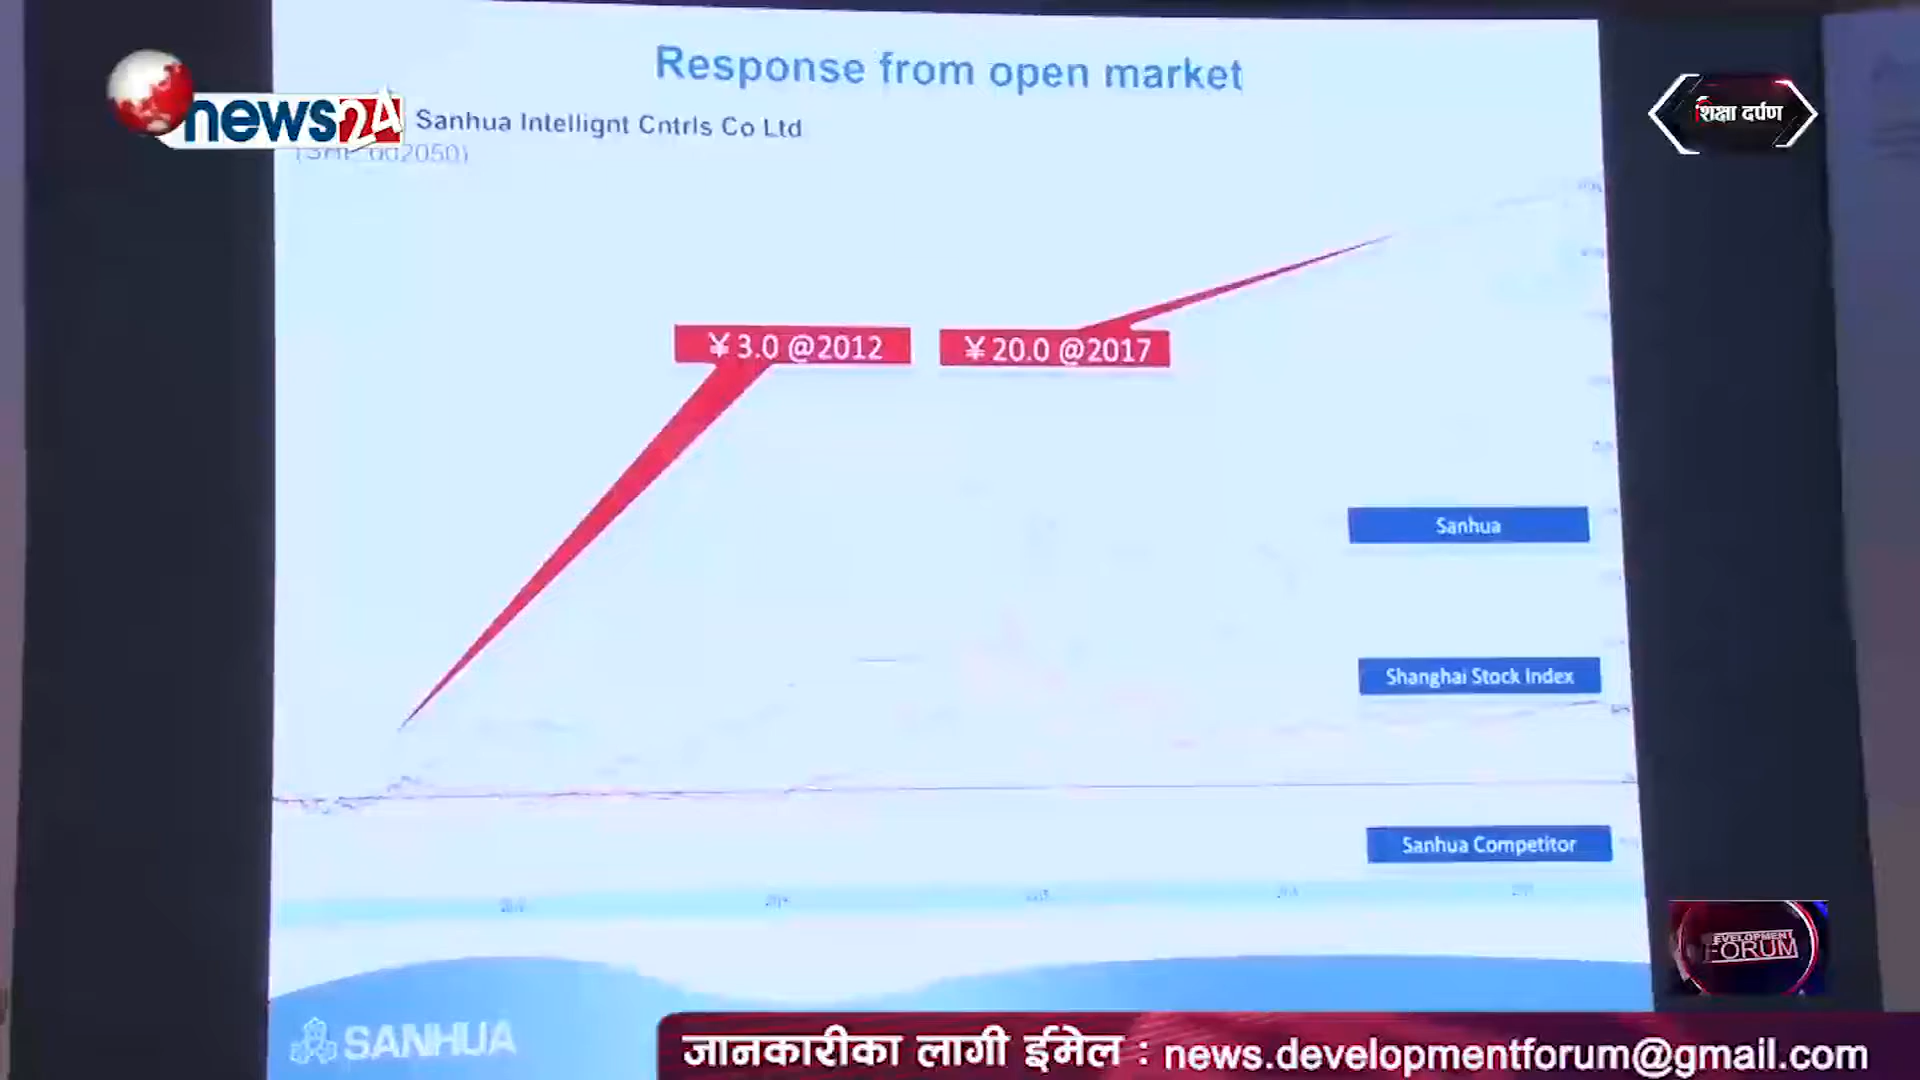 Response from open market
news24
शिक्षा दर्पण
Sanhua Intellignt Cntrls Co Ltd
002050)
¥ 3.0 @2012
¥ 20.0 @2017
Sanhua
Shanghai Stock Index
Sanhua Competitor
FORUM
SANHUA
जानकारीका लागी ईमेल : news.developmentforum@gmail.com